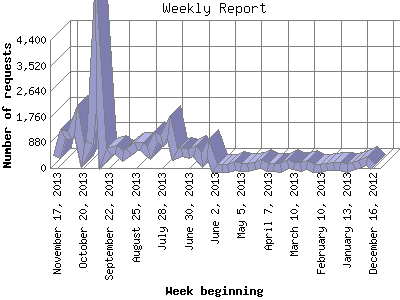 Weekly Report
Number of requests
4,400
3,520
2,640
1,760
880
0
November 17, 2013
October 20, 2013
September 22, 2013
August 25, 2013
July 28, 2013
June 30, 2013
June 2, 2013
May 5, 2013
April 7, 2013
March 10, 2013
February 10, 2013
January 13, 2013
December 16, 2012
Week beginning